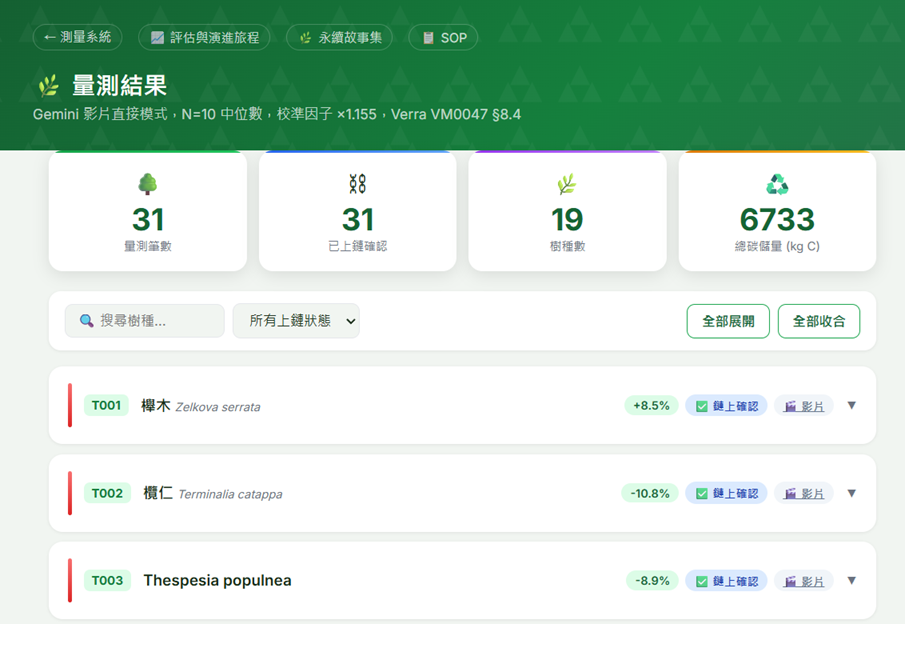 ← 測量系統 評估與演進旅程 永續故事集 SOP
量測結果
Gemini 影片直接模式，N=10 中位數，校準因子 ×1.155，Verra VM0047 §8.4
31 31 19 6733
量測筆數 已上鏈確認 樹種數 總碳儲量 (kg C)
搜尋樹種... 所有上鏈狀態 全部展開 全部收合
T001 櫸木 Zelkova serrata +8.5% ✅ 鏈上確認 影片 ▼
T002 欖仁 Terminalia catappa -10.8% ✅ 鏈上確認 影片 ▼
T003 Thespesia populnea -8.9% ✅ 鏈上確認 影片 ▼